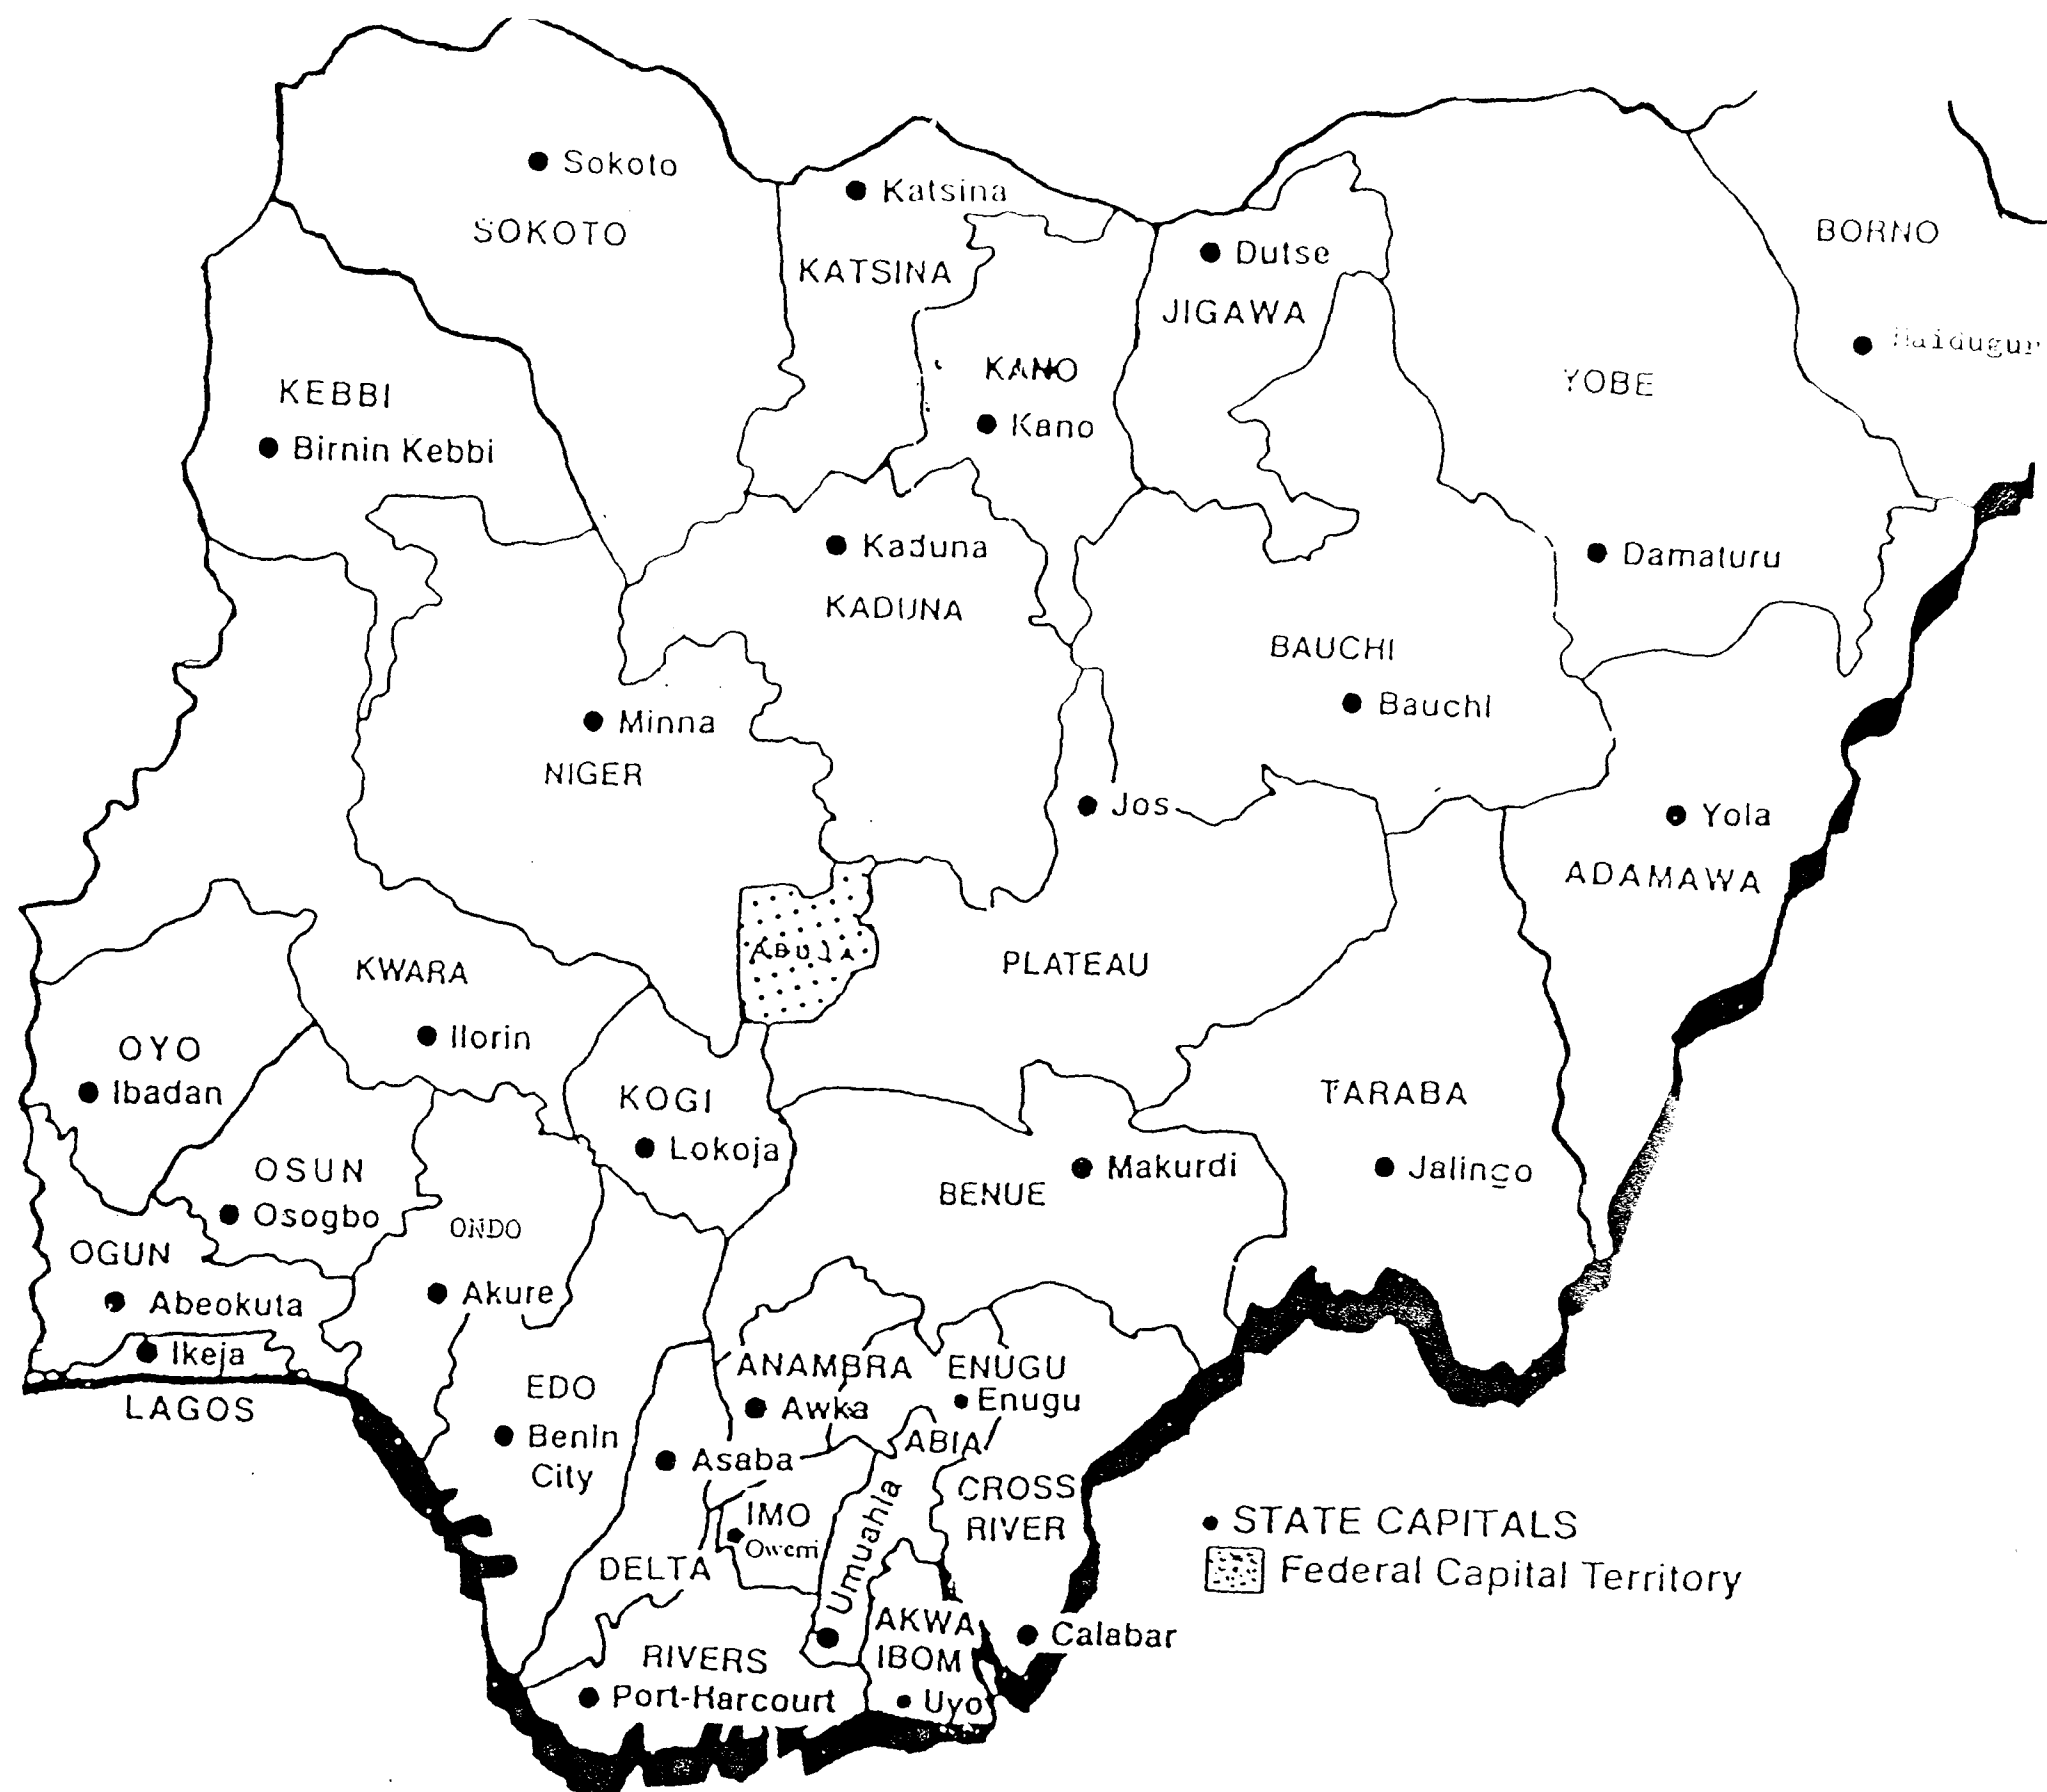 Sokoto
SOKOTO
Katsina
KATSINA
Dutse
JIGAWA
BORNO
KANO
Kano
YOBE
KEBBI
Birnin Kebbi
Kaduna
KADUNA
Damaturu
BAUCHI
Bauchi
Minna
NIGER
Jos
Yola
ADAMAWA
ABUJA
PLATEAU
KWARA
Ilorin
OYO
Ibadan
KOGI
Lokoja
TARABA
Jalingo
OSUN
Osogbo
BENUE
Makurdi
ONDO
Akure
OGUN
Abeokuta
Ikeja
LAGOS
EDO
Benin
City
ANAMBRA
Awka
ENUGU
Enugu
Asaba
ABIA
Umuahia
IMO
Owerri
CROSS
RIVER
DELTA
AKWA
IBOM
Uyo
Calabar
RIVERS
Port-Harcourt
STATE CAPITALS
Federal Capital Territory